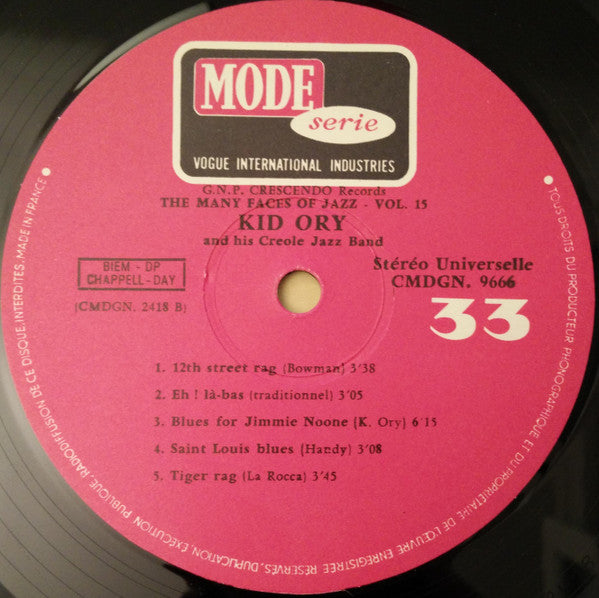 MODE
serie
VOGUE INTERNATIONAL INDUSTRIES
G.N.P. CRESCENDO Records
THE MANY FACES OF JAZZ - VOL. 15
KID ORY
and his Creole Jazz Band
BIEM - DP
CHAPPELL - DAY
(CMDGN. 2418 B)
Stéréo Universelle
CMDGN. 9666
33
1. 12th street rag (Bowman) 3'38
2. Eh ! là-bas (traditionnel) 3'05
3. Blues for Jimmie Noone (K. Ory) 6'15
4. Saint Louis blues (Handy) 3'08
5. Tiger rag (La Rocca) 3'45
• TOUS DROITS DU PRODUCTEUR PHONOGRAPHIQUE ET DU PROPRIETAIRE DE L'ŒUVRE ENREGISTREE RESERVES, DUPLICATION, EXECUTION PUBLIQUE, RADIODIFFUSION DE CE DISQUE, INTERDITES. MADE IN FRANCE •